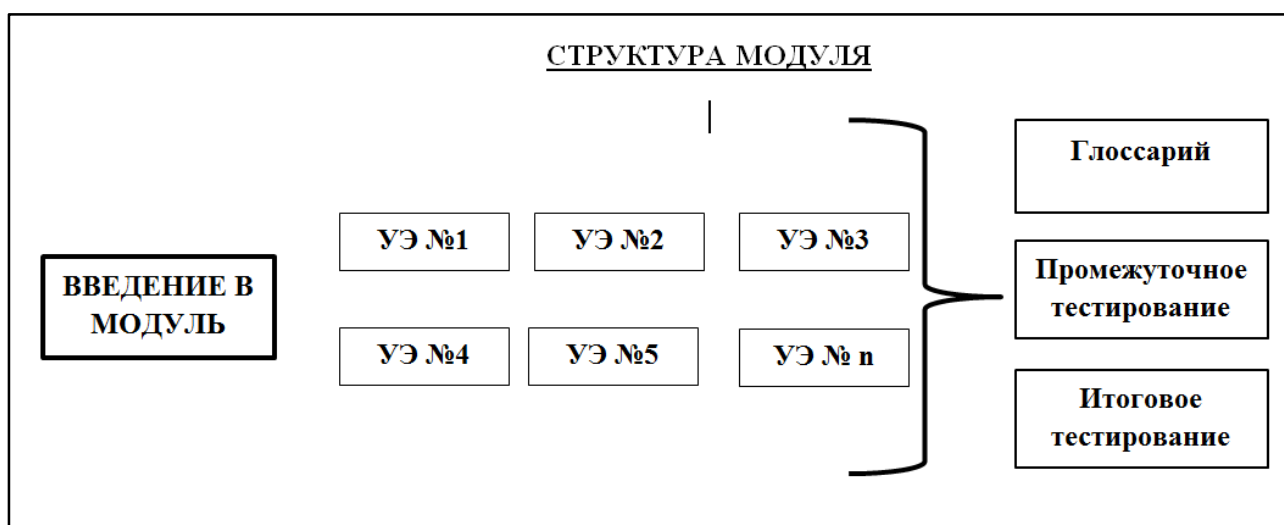 СТРУКТУРА МОДУЛЯ
ВВЕДЕНИЕ В
МОДУЛЬ
УЭ №1
УЭ №2
УЭ №3
УЭ №4
УЭ №5
УЭ № n
Глоссарий
Промежуточное
тестирование
Итоговое
тестирование